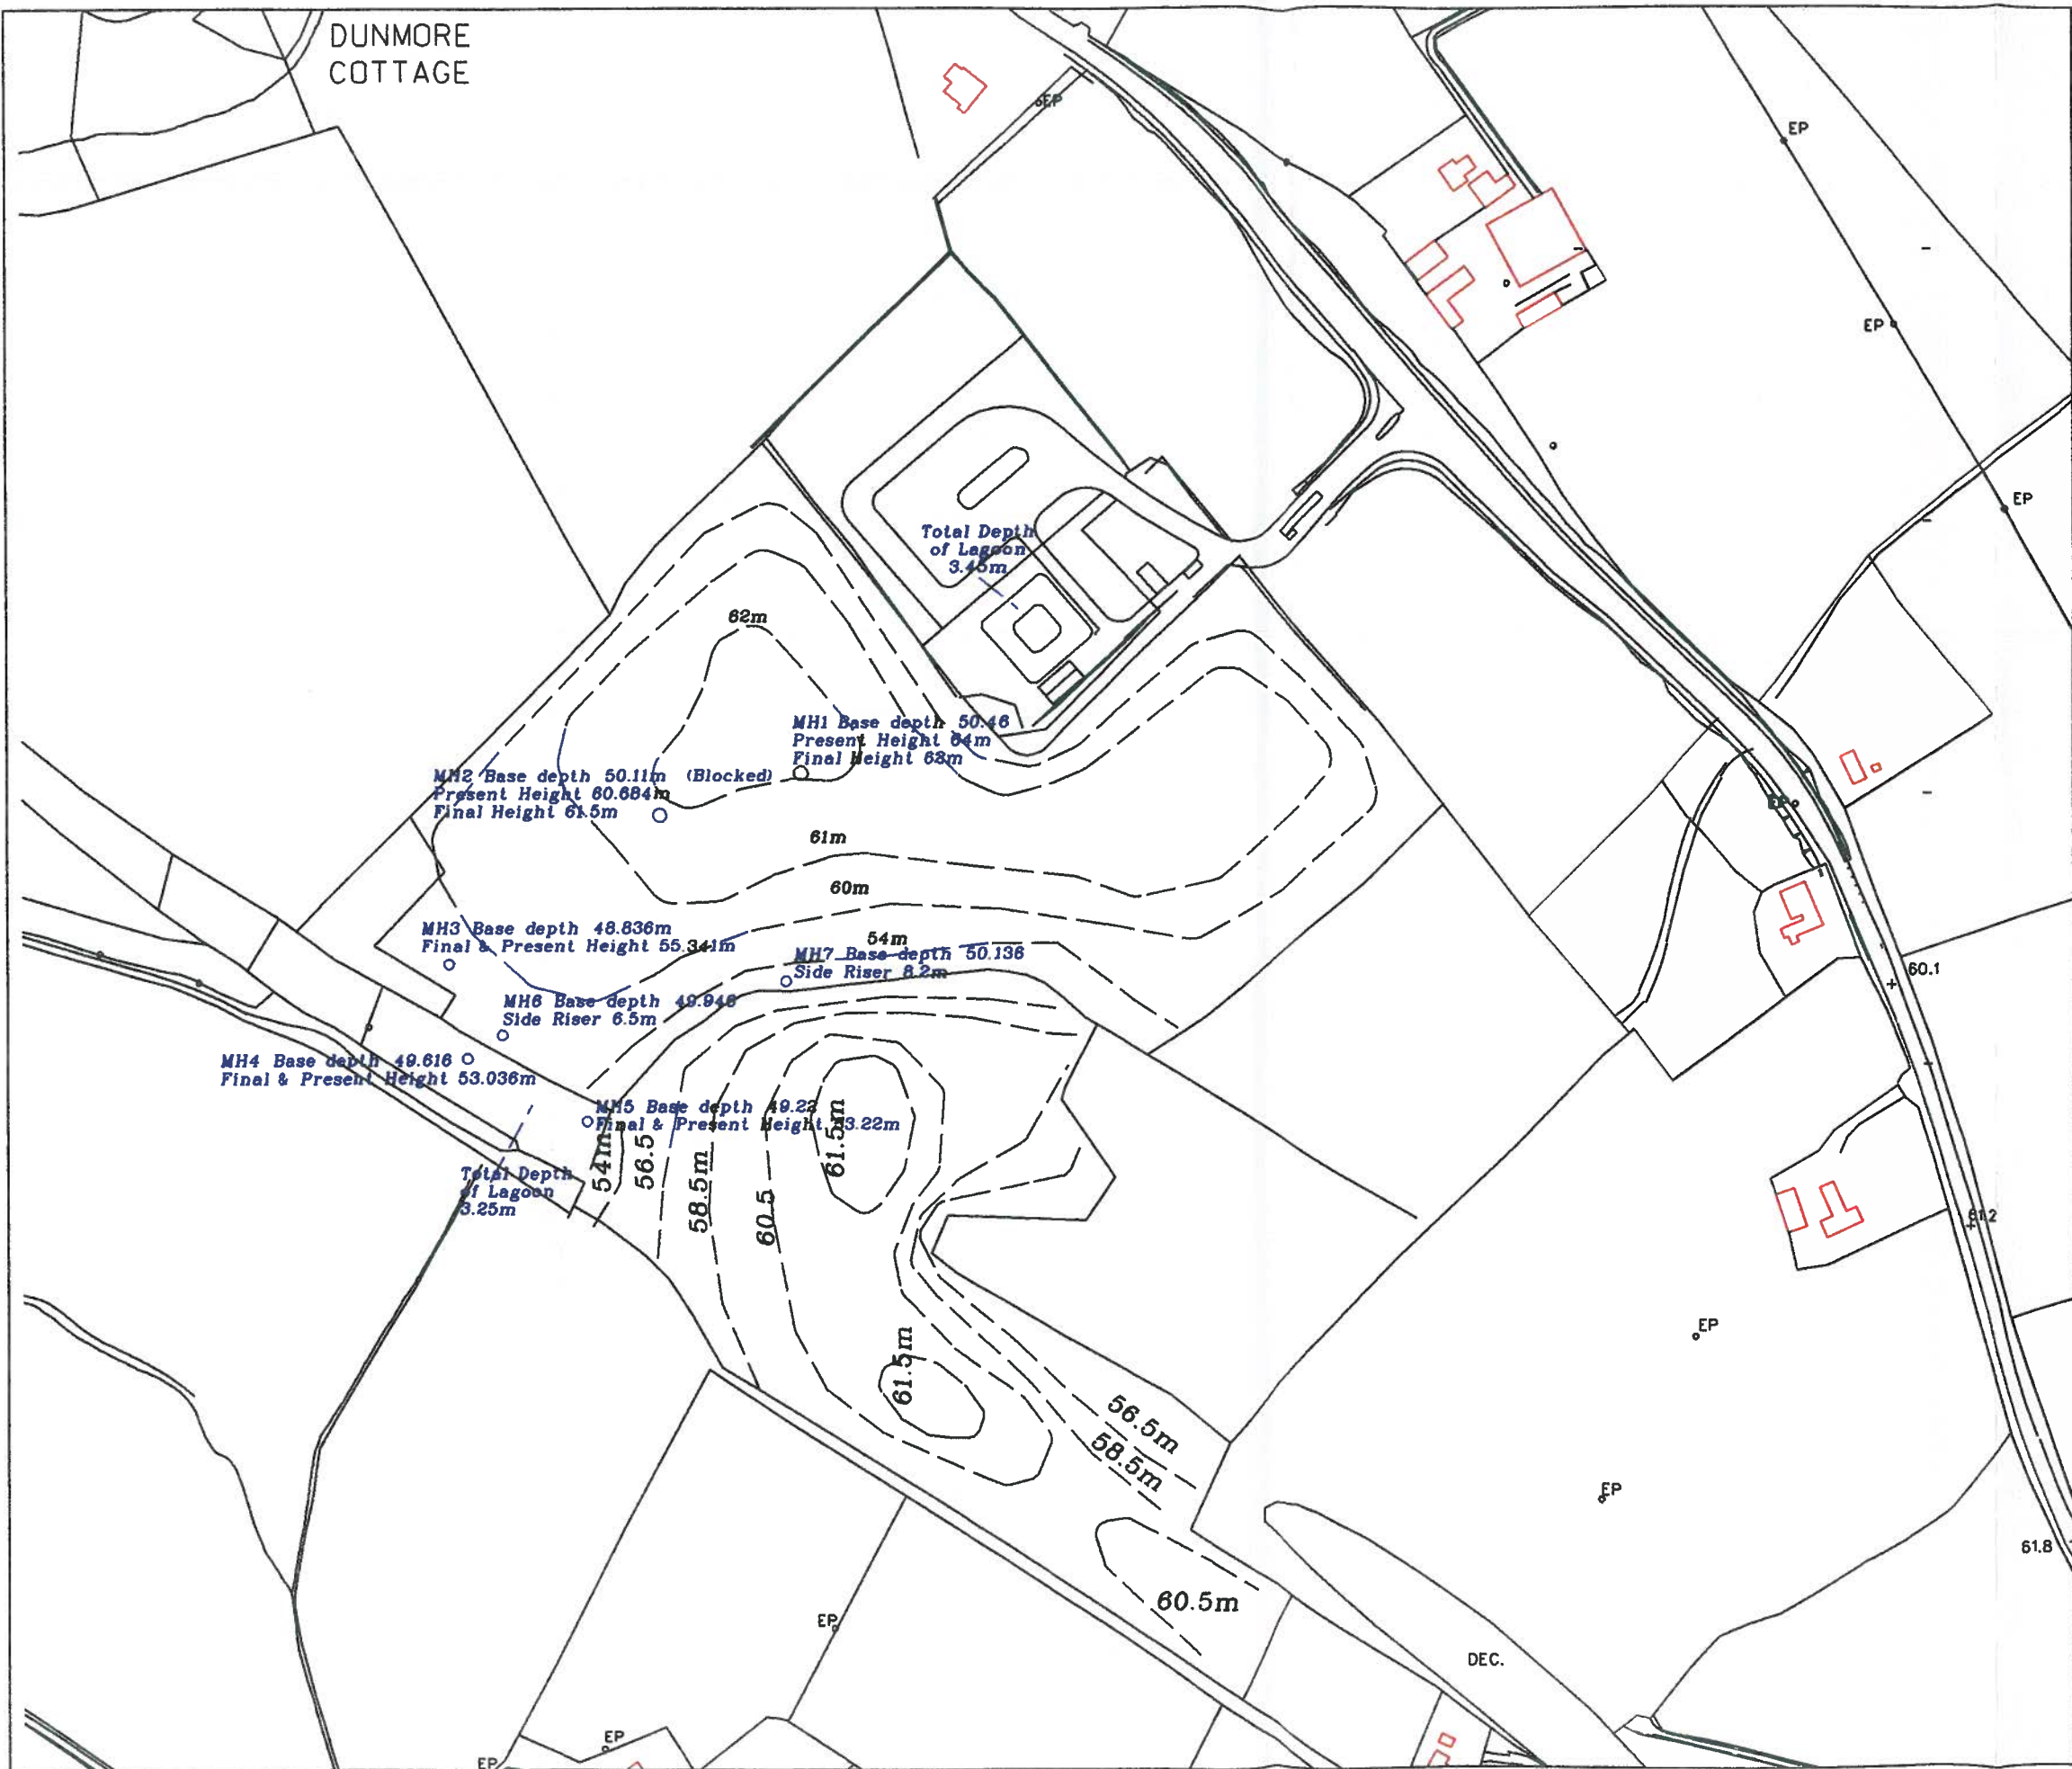 DUNMORE
COTTAGE
EP
EP
EP
EP
Total Depth
of Lagoon
3.45m
62m
MH1 Base depth 50.46
Present Height 64m
Final Height 63m
MH2 Base depth 50.11m (Blocked)
Present Height 60.684m
Final Height 61.5m
EP
61m
60m
MH3 Base depth 48.836m
Final & Present Height 55.341m
54m
MH7 Base depth 50.136
Side Riser 8.2m
60.1
MH6 Base depth 49.946
Side Riser 6.5m
MH4 Base depth 49.616
Final & Present Height 53.036m
MH5 Base depth 49.22
Final & Present Height 53.22m
54m
56.5
58.5m
60.5
61.5m
Total Depth
of Lagoon
3.25m
61.2
EP
61.5m
56.5m
58.5m
EP
61.8
60.5m
EP
DEC.
EP
EP